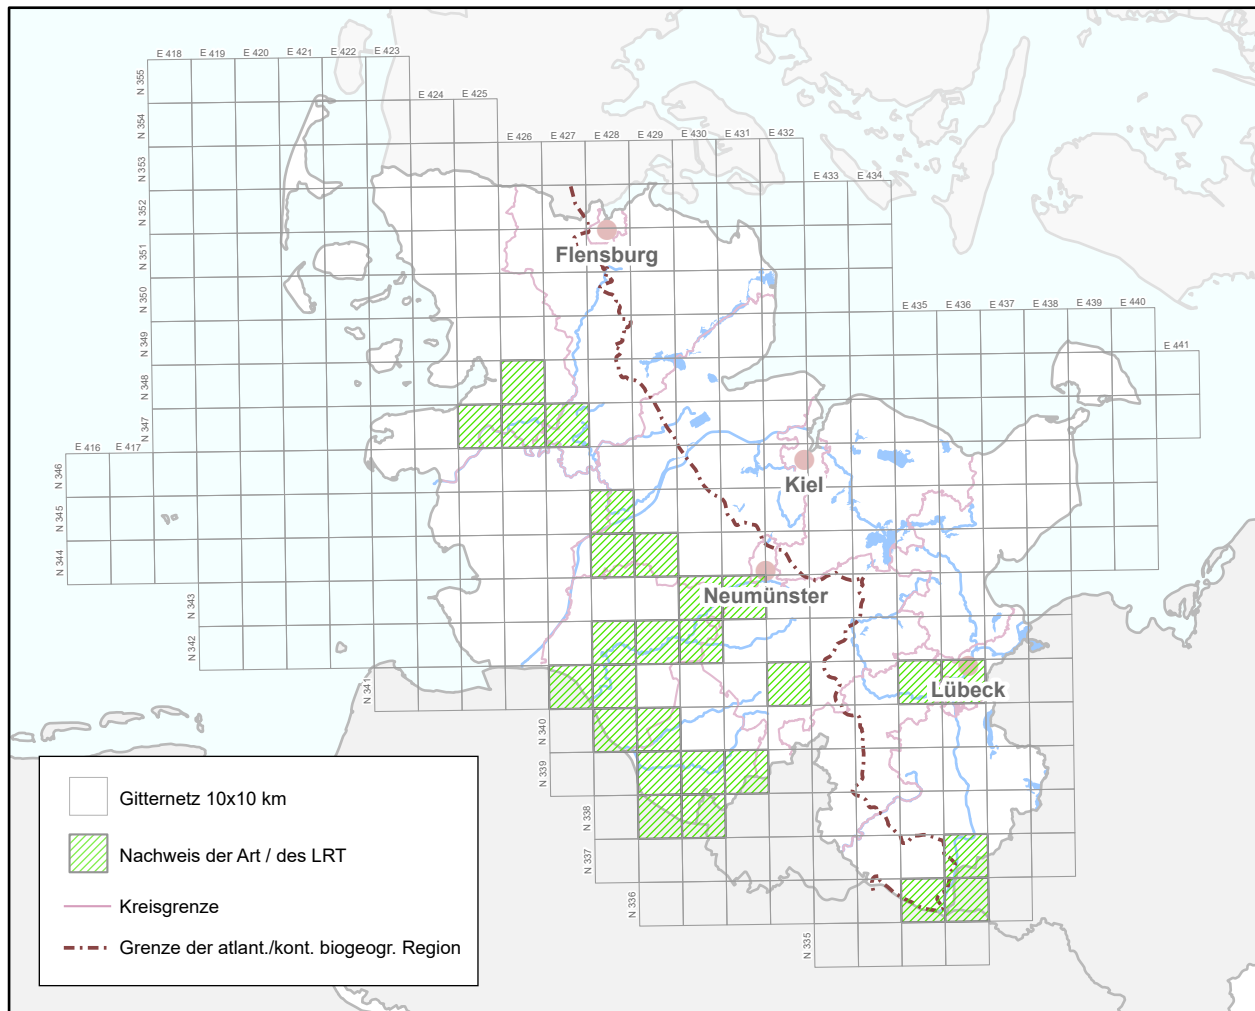 E 418 E 419 E 420 E 421 E 422 E 423
E 424 E 425
E 426 E 427 E 428 E 429 E 430 E 431 E 432
E 433 E 434
E 435 E 436 E 437 E 438 E 439 E 440
E 441
E 416 E 417
N 355
N 354
N 353
N 352
N 351
N 350
N 349
N 348
N 347
N 346
N 345
N 344
N 343
N 342
N 341
N 340
N 339
N 338
N 337
N 336
N 335
Flensburg
Kiel
Neumünster
Lübeck
Gitternetz 10x10 km
Nachweis der Art / des LRT
Kreisgrenze
Grenze der atlant./kont. biogeogr. Region